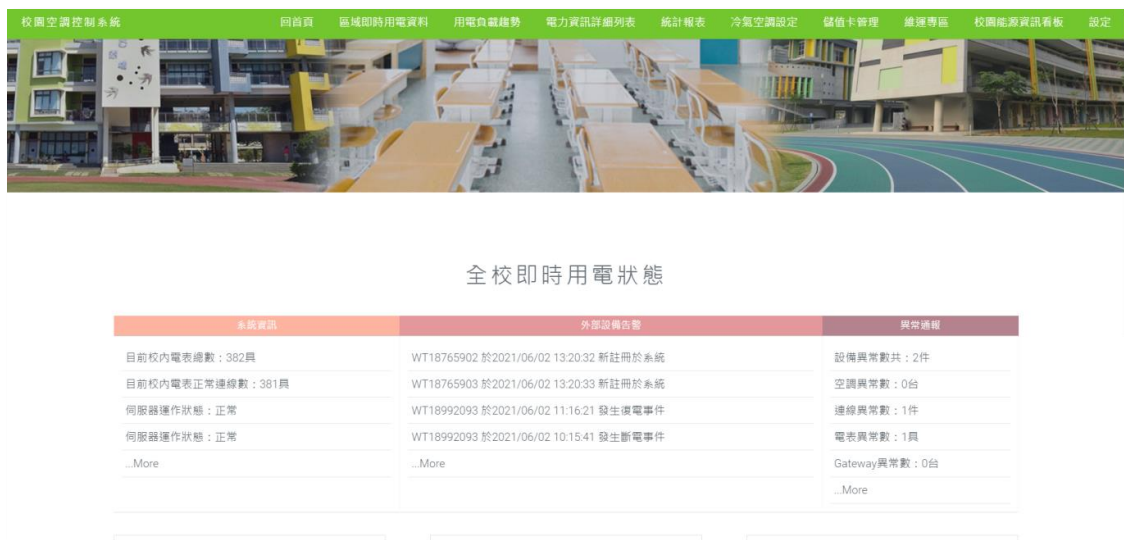 校園空調控制系統 回首頁 區域即時用電資料 用電負載趨勢 電力資訊詳細列表 統計報表 冷氣空調設定 儲值卡管理 維運專區 校園能源資訊看板 設定
全校即時用電狀態
系統資訊 外部設備告警 異常通報
目前校內電表總數：382具 WT18765902 於2021/06/02 13:20:32 新註冊於系統 設備異常數共：2件
目前校內電表正常連線數：381具 WT18765903 於2021/06/02 13:20:33 新註冊於系統 空調異常數：0台
伺服器運作狀態：正常 WT18992093 於2021/06/02 11:16:21 發生復電事件 連線異常數：1件
伺服器運作狀態：正常 WT18992093 於2021/06/02 10:15:41 發生斷電事件 電表異常數：1具
...More ...More Gateway異常數：0台
...More